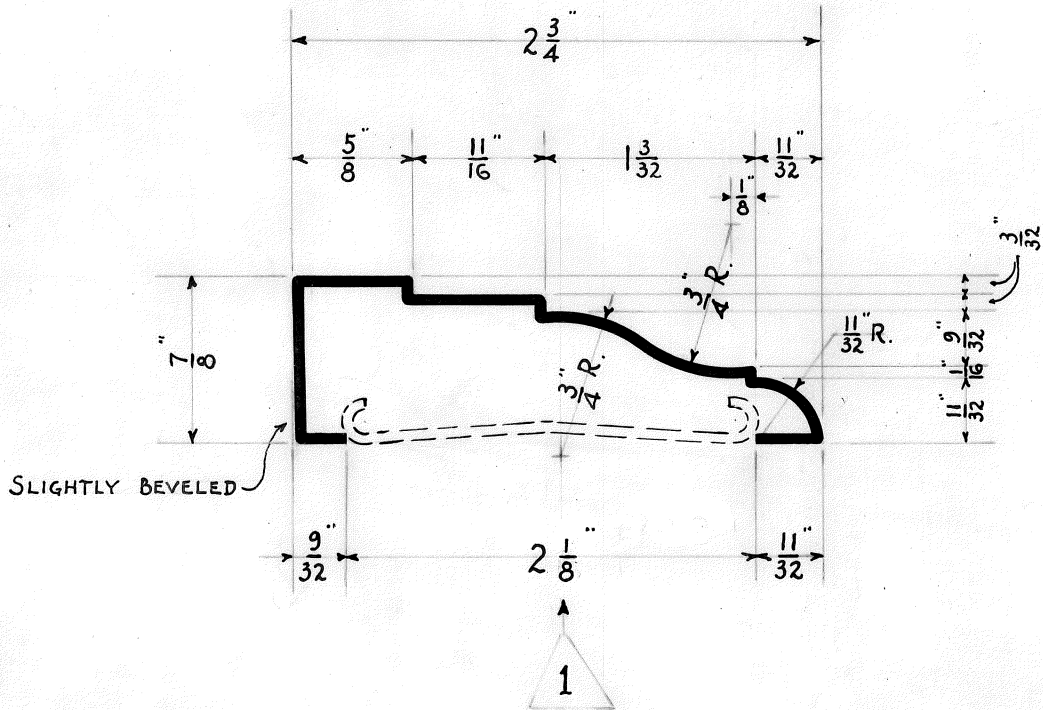 2 3/4"
5/8" 11/16" 1 3/32 11/32"
1/8"
3/32"
3/4" R.
11/32" R.
7/8"
3/4" R.
9/32"
1/16"
11/32"
SLIGHTLY BEVELED
9/32" 2 1/8" 11/32"
1